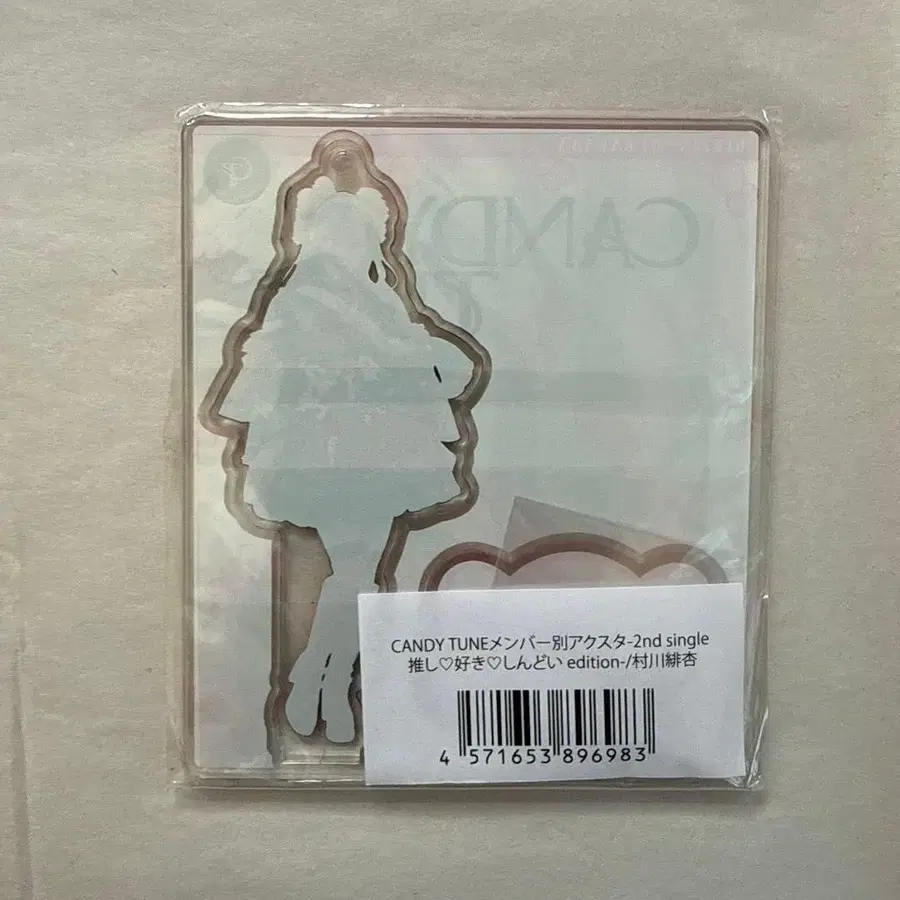 CANDY
CANDY TUNEメンバー別アクスタ-2nd single
推し♡好き♡しんどい edition-/村川緋杏
4 571653 896983